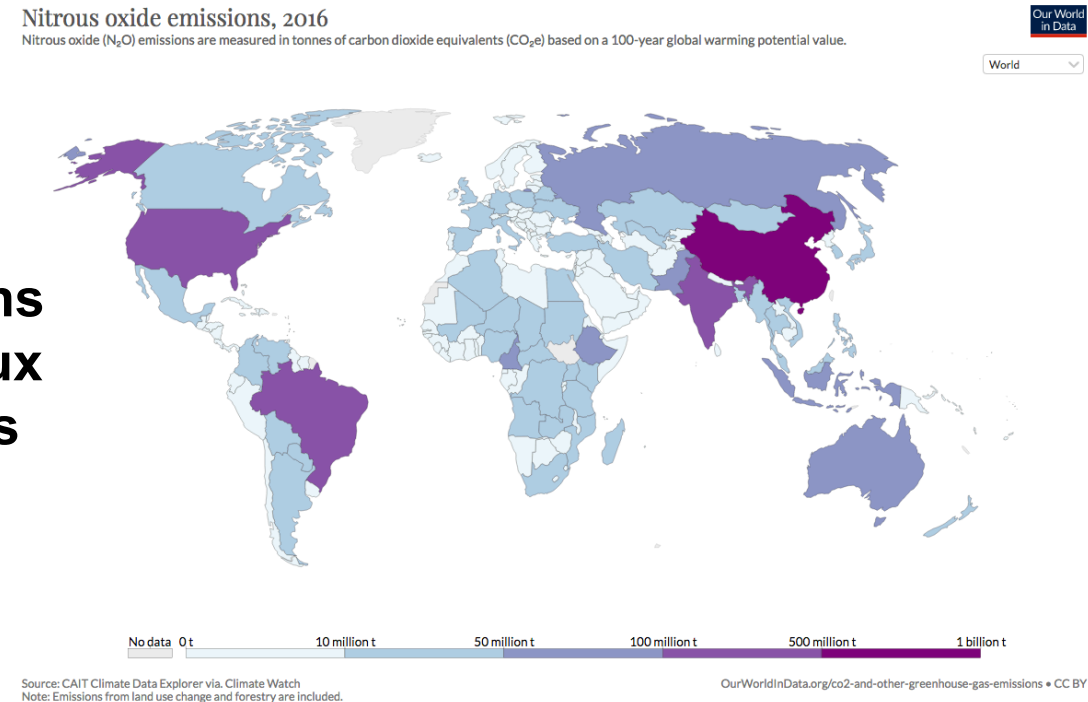 Nitrous oxide emissions, 2016
Nitrous oxide (N₂O) emissions are measured in tonnes of carbon dioxide equivalents (CO₂e) based on a 100-year global warming potential value.
Our World
in Data
World
ns
ux
s
No data 0 t 10 million t 50 million t 100 million t 500 million t 1 billion t
Source: CAIT Climate Data Explorer via. Climate Watch
Note: Emissions from land use change and forestry are included.
OurWorldInData.org/co2-and-other-greenhouse-gas-emissions • CC BY